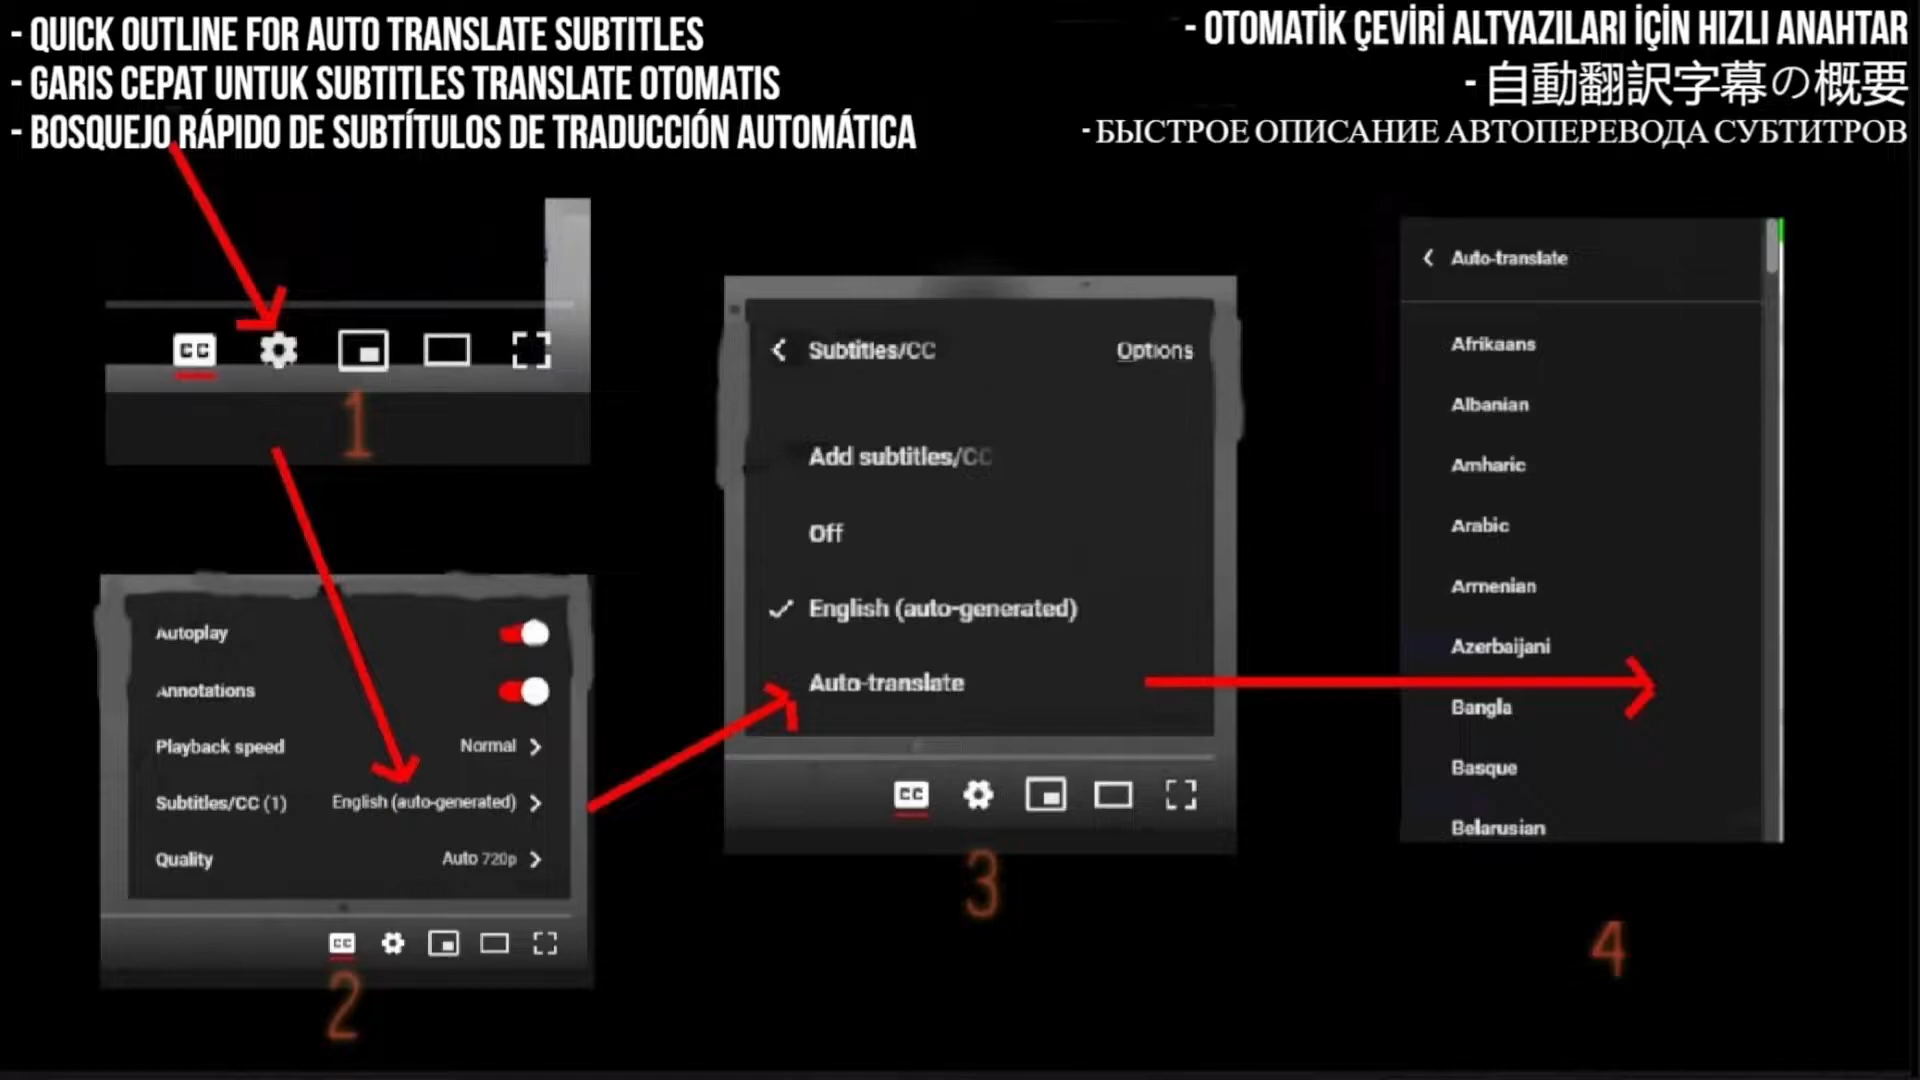 - QUICK OUTLINE FOR AUTO TRANSLATE SUBTITLES
- GARIS CEPAT UNTUK SUBTITLES TRANSLATE OTOMATIS
- BOSQUEJO RÁPIDO DE SUBTÍTULOS DE TRADUCCIÓN AUTOMÁTICA
- OTOMATİK ÇEVİRİ ALTYAZILARI İÇİN HIZLI ANAHTAR
- 自動翻訳字幕の概要
- БЫСТРОЕ ОПИСАНИЕ АВТОПЕРЕВОДА СУБТИТРОВ
CC
1
Autoplay
Annotations
Playback speed Normal
Subtitles/CC (1) English (auto-generated)
Quality Auto 720p
CC
2
Subtitles/CC Options
Add subtitles/CC
Off
English (auto-generated)
Auto-translate
CC
3
Auto-translate
Afrikaans
Albanian
Amharic
Arabic
Armenian
Azerbaijani
Bangla
Basque
Belarusian
4